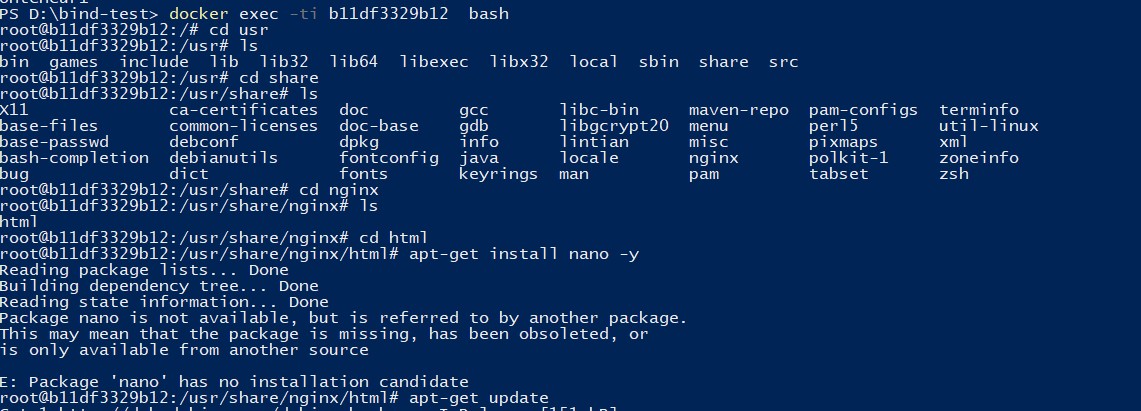 PS D:\bind-test> docker exec -ti b11df3329b12  bash
root@b11df3329b12:/# cd usr
root@b11df3329b12:/usr# ls
bin  games  include  lib  lib32  lib64  libexec  libx32  local  sbin  share  src
root@b11df3329b12:/usr# cd share
root@b11df3329b12:/usr/share# ls
X11              ca-certificates  doc         gcc       libc-bin     maven-repo  pam-configs  terminfo
base-files       common-licenses  doc-base    gdb       libgcrypt20  menu        perl5        util-linux
base-passwd      debconf          dpkg        info      lintian      misc        pixmaps      xml
bash-completion  debianutils      fontconfig  java      locale       nginx       polkit-1     zoneinfo
bug              dict             fonts       keyrings  man          pam         tabset       zsh
root@b11df3329b12:/usr/share# cd nginx
root@b11df3329b12:/usr/share/nginx# ls
html
root@b11df3329b12:/usr/share/nginx# cd html
root@b11df3329b12:/usr/share/nginx/html# apt-get install nano -y
Reading package lists... Done
Building dependency tree... Done
Reading state information... Done
Package nano is not available, but is referred to by another package.
This may mean that the package is missing, has been obsoleted, or
is only available from another source
E: Package 'nano' has no installation candidate
root@b11df3329b12:/usr/share/nginx/html# apt-get update